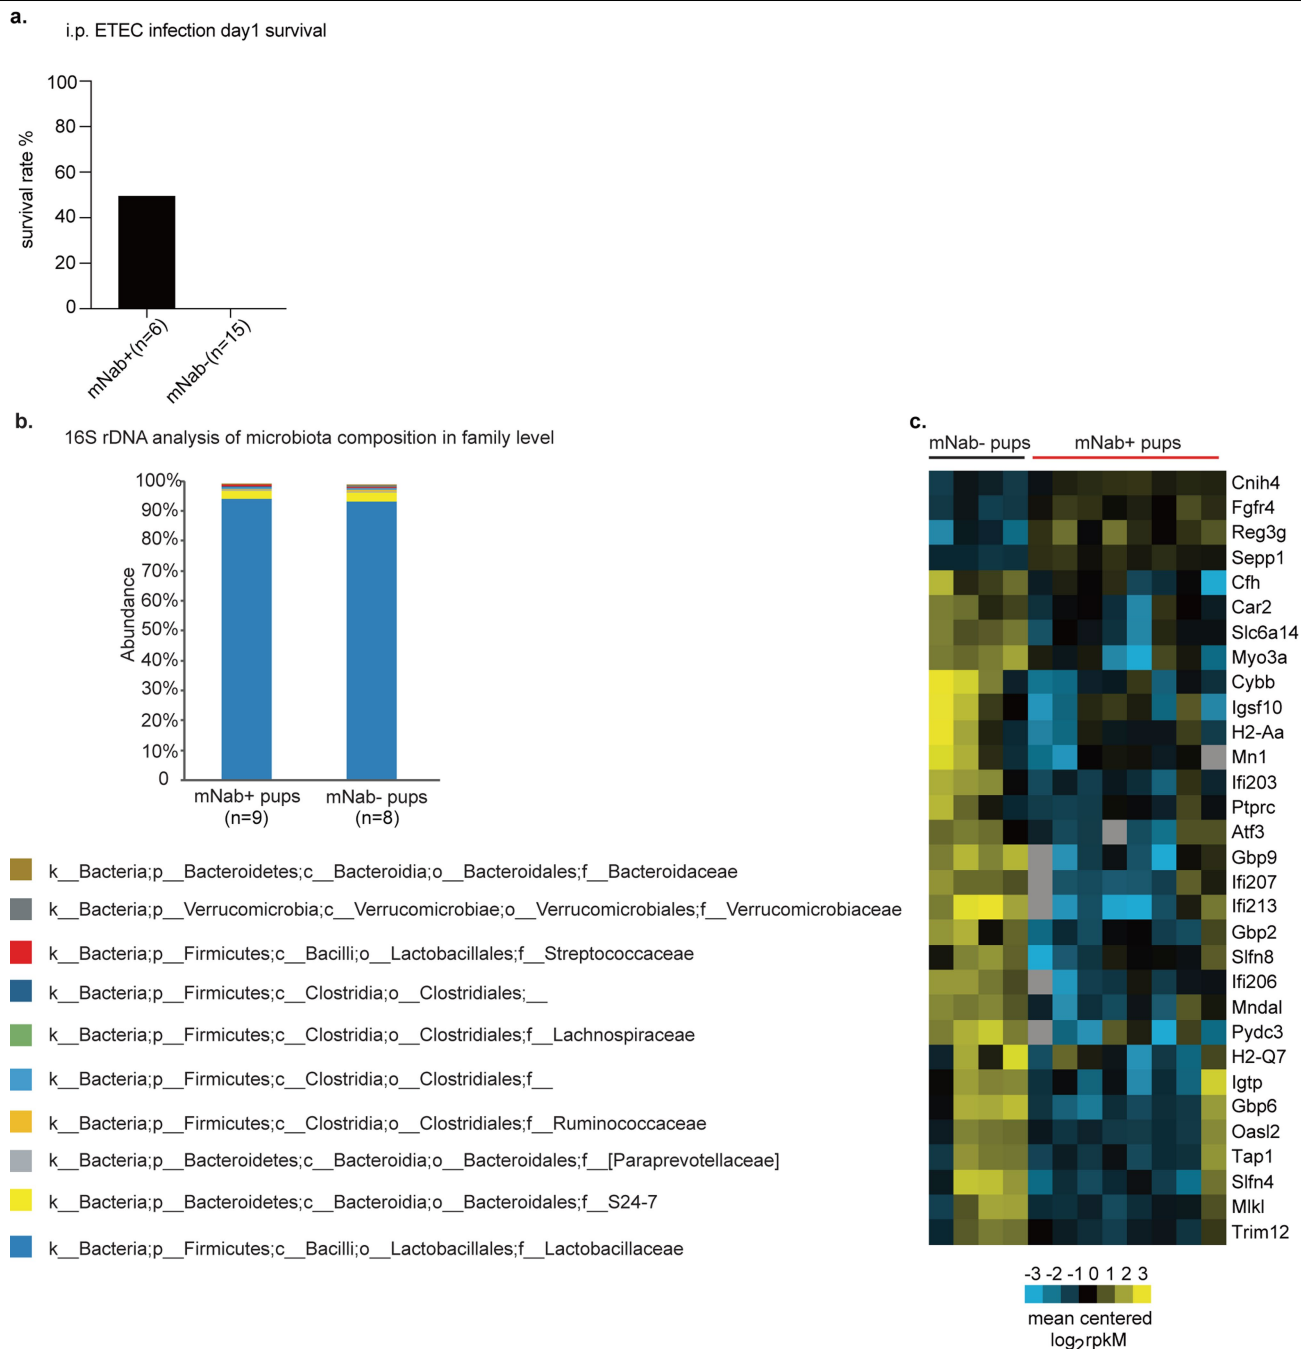 a.
i.p. ETEC infection day1 survival
100
80
60
40
20
0
survival rate %
mNab+(n=6)
mNab-(n=15)
b.
16S rDNA analysis of microbiota composition in family level
100%
90%
80%
70%
60%
50%
40%
30%
20%
10%
0
Abundance
mNab+ pups
(n=9)
mNab- pups
(n=8)
k__Bacteria;p__Bacteroidetes;c__Bacteroidia;o__Bacteroidales;f__Bacteroidaceae
k__Bacteria;p__Verrucomicrobia;c__Verrucomicrobiae;o__Verrucomicrobiales;f__Verrucomicrobiaceae
k__Bacteria;p__Firmicutes;c__Bacilli;o__Lactobacillales;f__Streptococcaceae
k__Bacteria;p__Firmicutes;c__Clostridia;o__Clostridiales;__
k__Bacteria;p__Firmicutes;c__Clostridia;o__Clostridiales;f__Lachnospiraceae
k__Bacteria;p__Firmicutes;c__Clostridia;o__Clostridiales;f__
k__Bacteria;p__Firmicutes;c__Clostridia;o__Clostridiales;f__Ruminococcaceae
k__Bacteria;p__Bacteroidetes;c__Bacteroidia;o__Bacteroidales;f__[Paraprevotellaceae]
k__Bacteria;p__Bacteroidetes;c__Bacteroidia;o__Bacteroidales;f__S24-7
k__Bacteria;p__Firmicutes;c__Bacilli;o__Lactobacillales;f__Lactobacillaceae
c.
mNab- pups
mNab+ pups
Cnih4
Fgfr4
Reg3g
Sepp1
Cfh
Car2
Slc6a14
Myo3a
Cybb
Igsf10
H2-Aa
Mn1
Ifi203
Ptprc
Atf3
Gbp9
Ifi207
Ifi213
Gbp2
Slfn8
Ifi206
Mndal
Pydc3
H2-Q7
Igtp
Gbp6
Oasl2
Tap1
Slfn4
Mlkl
Trim12
-3 -2 -1 0 1 2 3
mean centered
log2rpkM